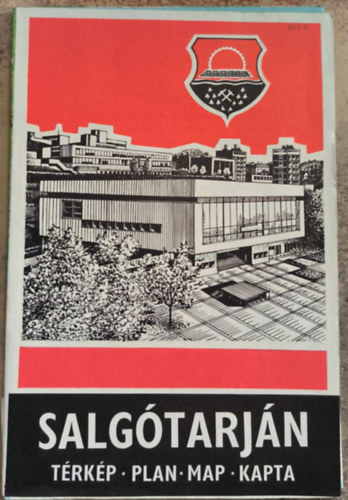 SALGÓTARJÁN
TÉRKÉP · PLAN · MAP · KAPTA